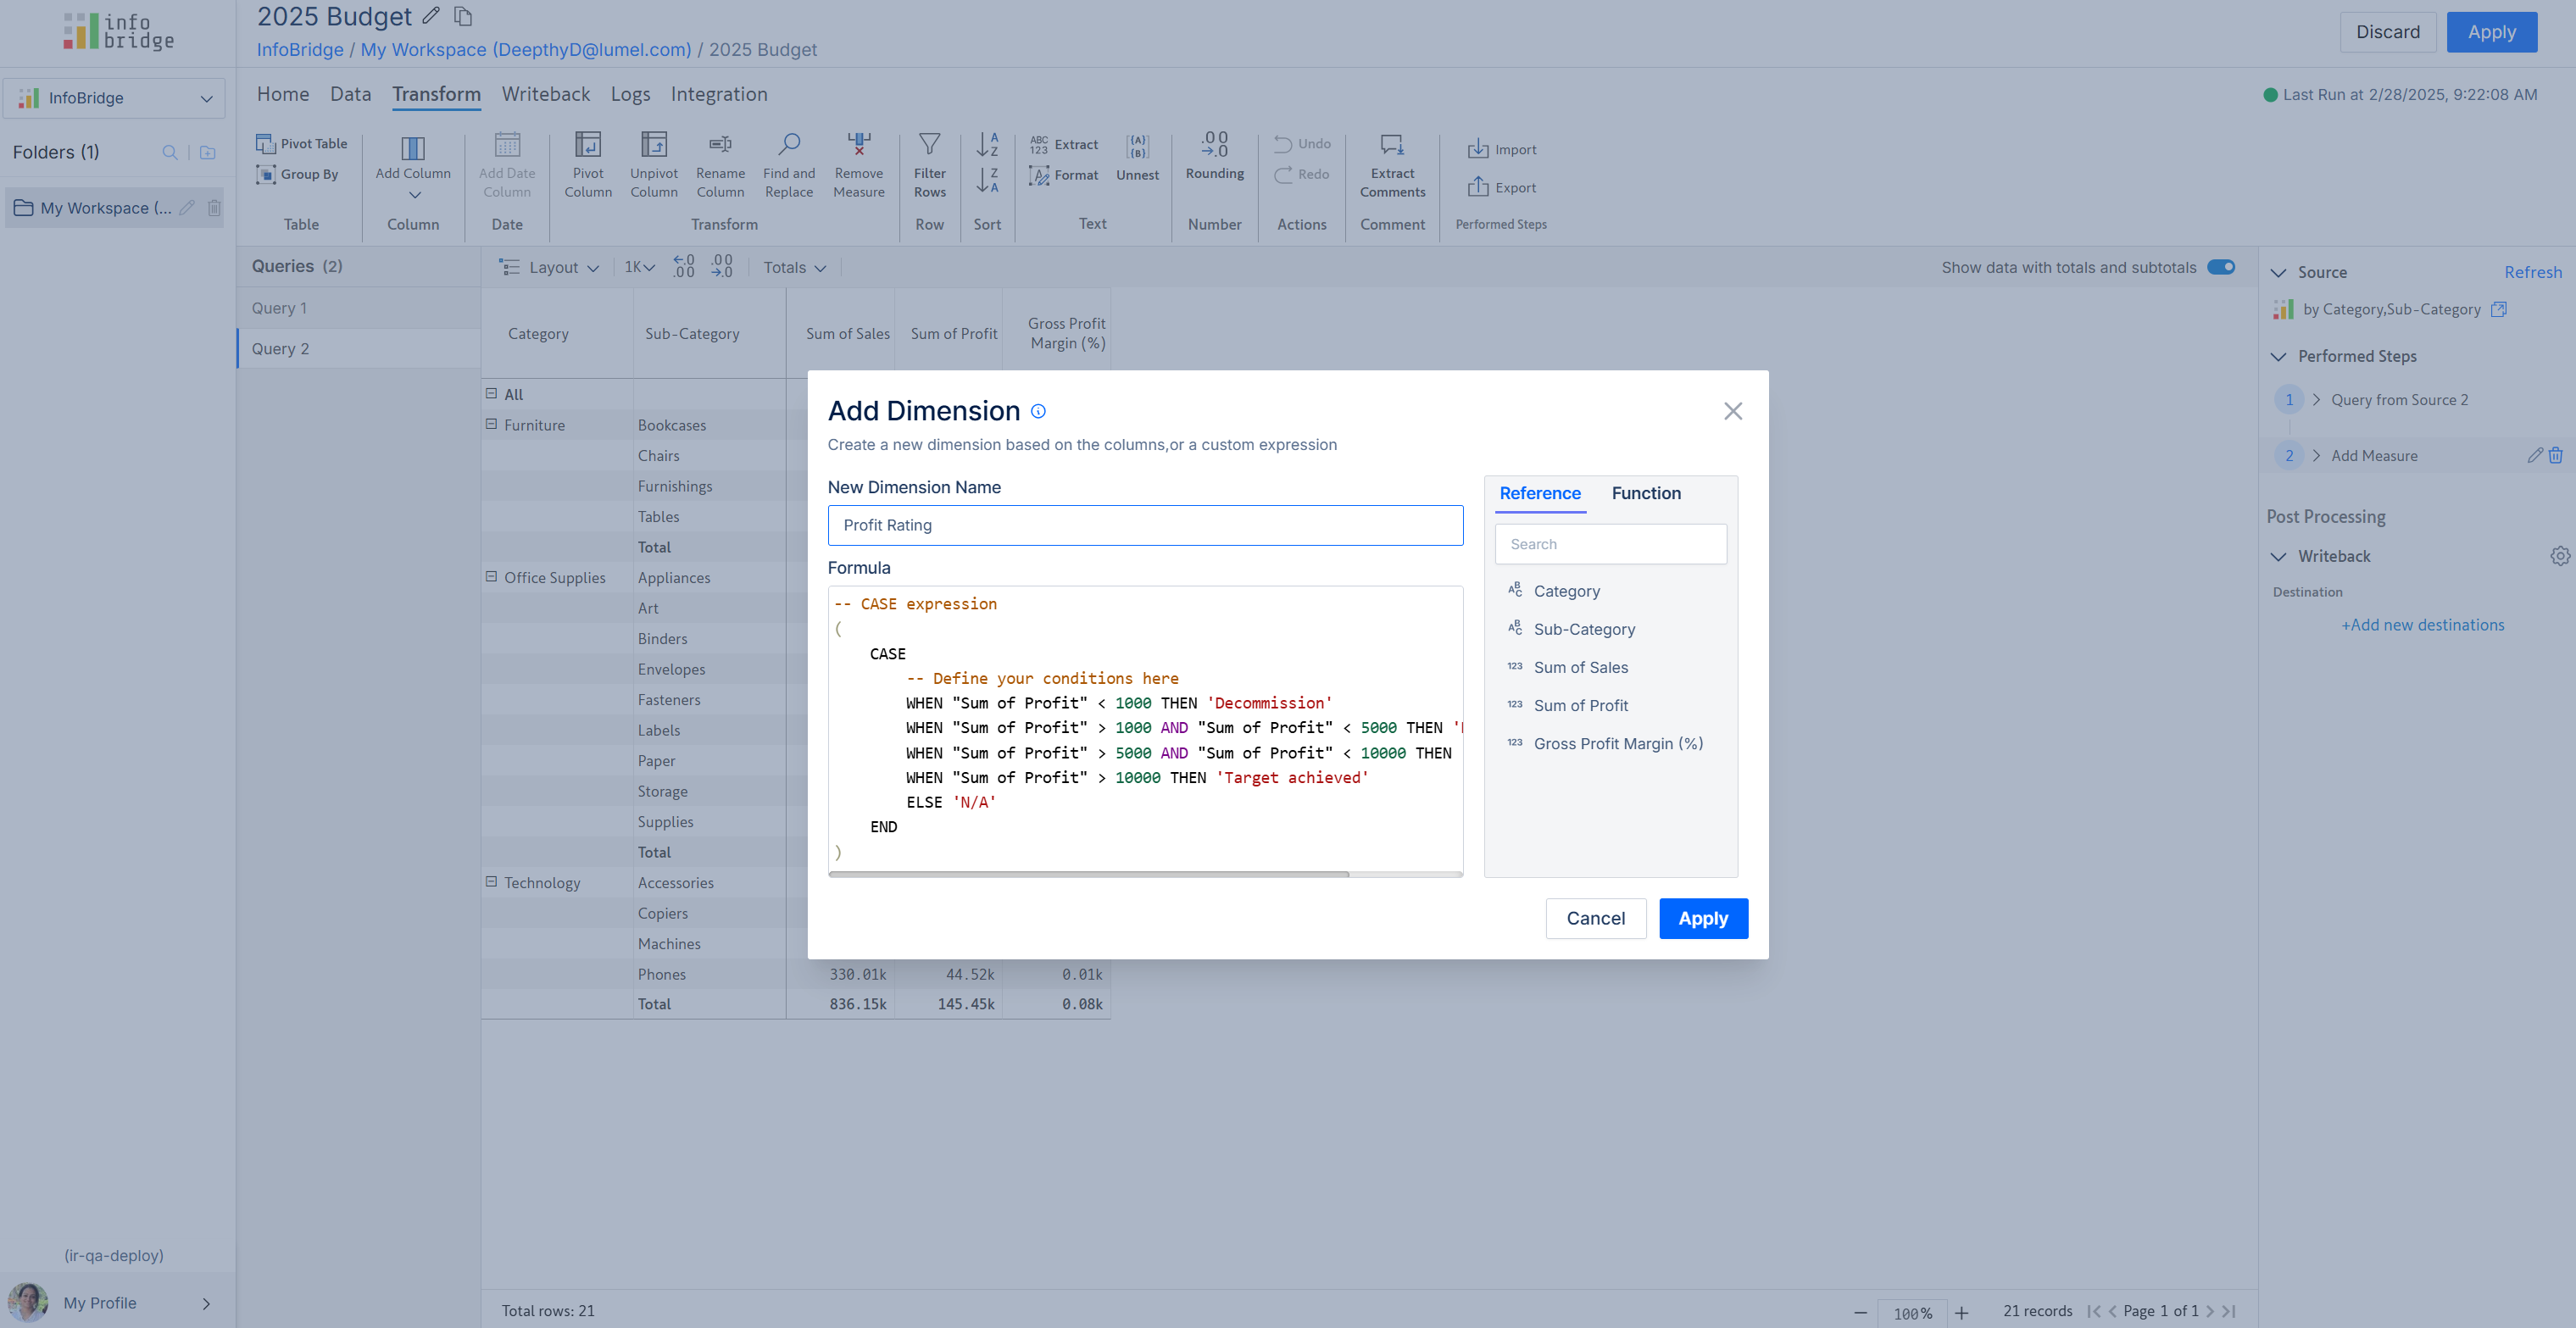 info
bridge
InfoBridge
Folders (1)
My Workspace (...
(ir-qa-deploy)
My Profile
2025 Budget
InfoBridge / My Workspace (DeepthyD@lumel.com) / 2025 Budget
Discard
Apply
Home Data Transform Writeback Logs Integration
Last Run at 2/28/2025, 9:22:08 AM
Pivot Table
Group By
Table
Add Column
Column
Add Date
Column
Date
Pivot
Column
Unpivot
Column
Rename
Column
Find and
Replace
Remove
Measure
Transform
Filter
Rows
Row
A
Z
Z
A
Sort
ABC
123
Extract
Format
{A}
{B}
Unnest
Text
.00
.0
Rounding
Number
Undo
Redo
Actions
Extract
Comments
Comment
Import
Export
Performed Steps
Queries (2)
Query 1
Query 2
Layout
1K
.0
.00
.00
.0
Totals
Show data with totals and subtotals
Category Sub-Category Sum of Sales Sum of Profit Gross Profit
Margin (%)
All
Furniture Bookcases
Chairs
Furnishings
Tables
Total
Office Supplies Appliances
Art
Binders
Envelopes
Fasteners
Labels
Paper
Storage
Supplies
Total
Technology Accessories
Copiers
Machines
Phones 330.01k 44.52k 0.01k
Total 836.15k 145.45k 0.08k
Total rows: 21
100%
21 records
Page 1 of 1
Source
Refresh
by Category,Sub-Category
Performed Steps
1 Query from Source 2
2 Add Measure
Post Processing
Writeback
Destination
+Add new destinations
Add Dimension
Create a new dimension based on the columns,or a custom expression
New Dimension Name
Profit Rating
Formula
-- CASE expression
(
CASE
-- Define your conditions here
WHEN "Sum of Profit" < 1000 THEN 'Decommission'
WHEN "Sum of Profit" > 1000 AND "Sum of Profit" < 5000 THEN '
WHEN "Sum of Profit" > 5000 AND "Sum of Profit" < 10000 THEN
WHEN "Sum of Profit" > 10000 THEN 'Target achieved'
ELSE 'N/A'
END
)
Reference Function
Search
ABC Category
ABC Sub-Category
123 Sum of Sales
123 Sum of Profit
123 Gross Profit Margin (%)
Cancel
Apply